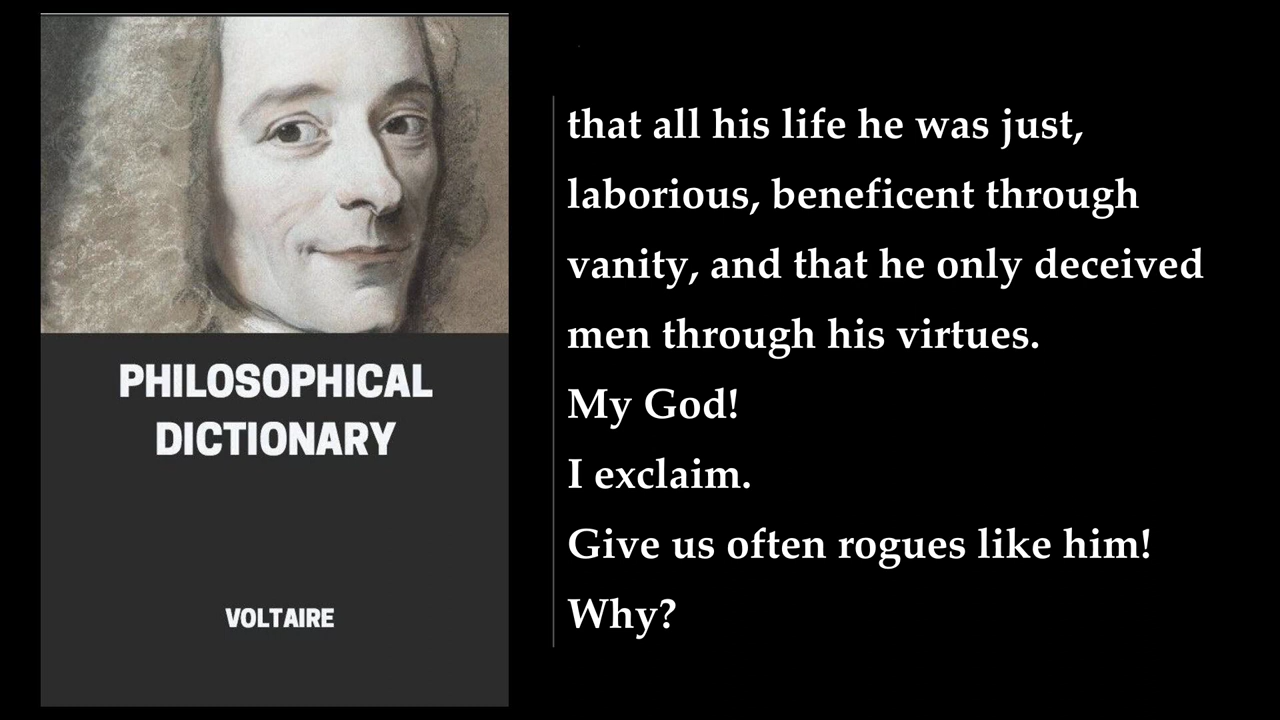 PHILOSOPHICAL
DICTIONARY
VOLTAIRE
that all his life he was just,
laborious, beneficent through
vanity, and that he only deceived
men through his virtues.
My God!
I exclaim.
Give us often rogues like him!
Why?